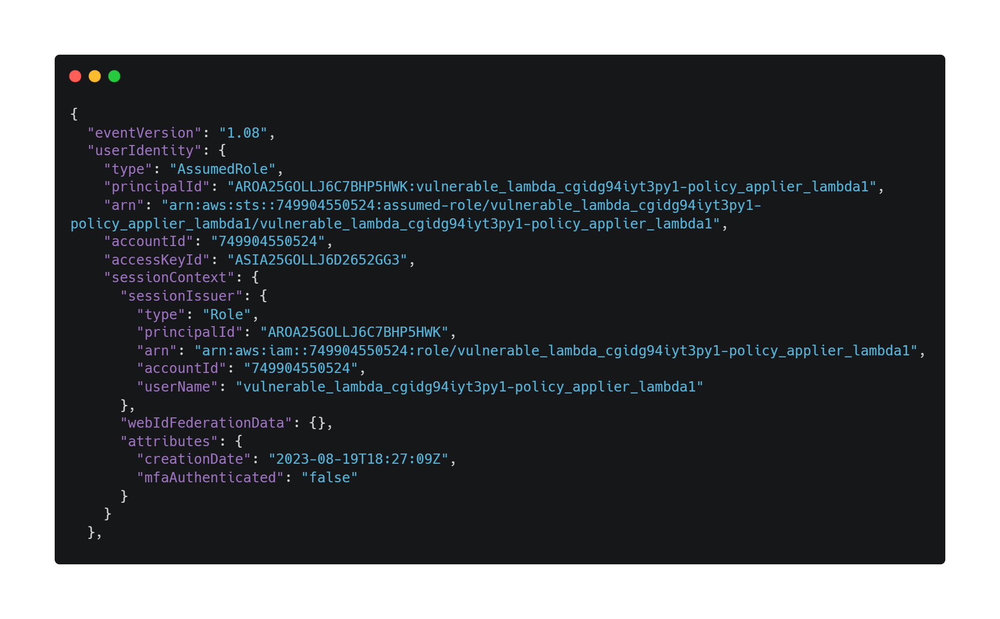 {
  "eventVersion": "1.08",
  "userIdentity": {
    "type": "AssumedRole",
    "principalId": "AROA25GOLLJ6C7BHP5HWK:vulnerable_lambda_cgidg94iyt3py1-policy_applier_lambda1",
    "arn": "arn:aws:sts::749904550524:assumed-role/vulnerable_lambda_cgidg94iyt3py1-
policy_applier_lambda1/vulnerable_lambda_cgidg94iyt3py1-policy_applier_lambda1",
    "accountId": "749904550524",
    "accessKeyId": "ASIA25GOLLJ6D2652GG3",
    "sessionContext": {
      "sessionIssuer": {
        "type": "Role",
        "principalId": "AROA25GOLLJ6C7BHP5HWK",
        "arn": "arn:aws:iam::749904550524:role/vulnerable_lambda_cgidg94iyt3py1-policy_applier_lambda1",
        "accountId": "749904550524",
        "userName": "vulnerable_lambda_cgidg94iyt3py1-policy_applier_lambda1"
      },
      "webIdFederationData": {},
      "attributes": {
        "creationDate": "2023-08-19T18:27:09Z",
        "mfaAuthenticated": "false"
      }
    }
  },